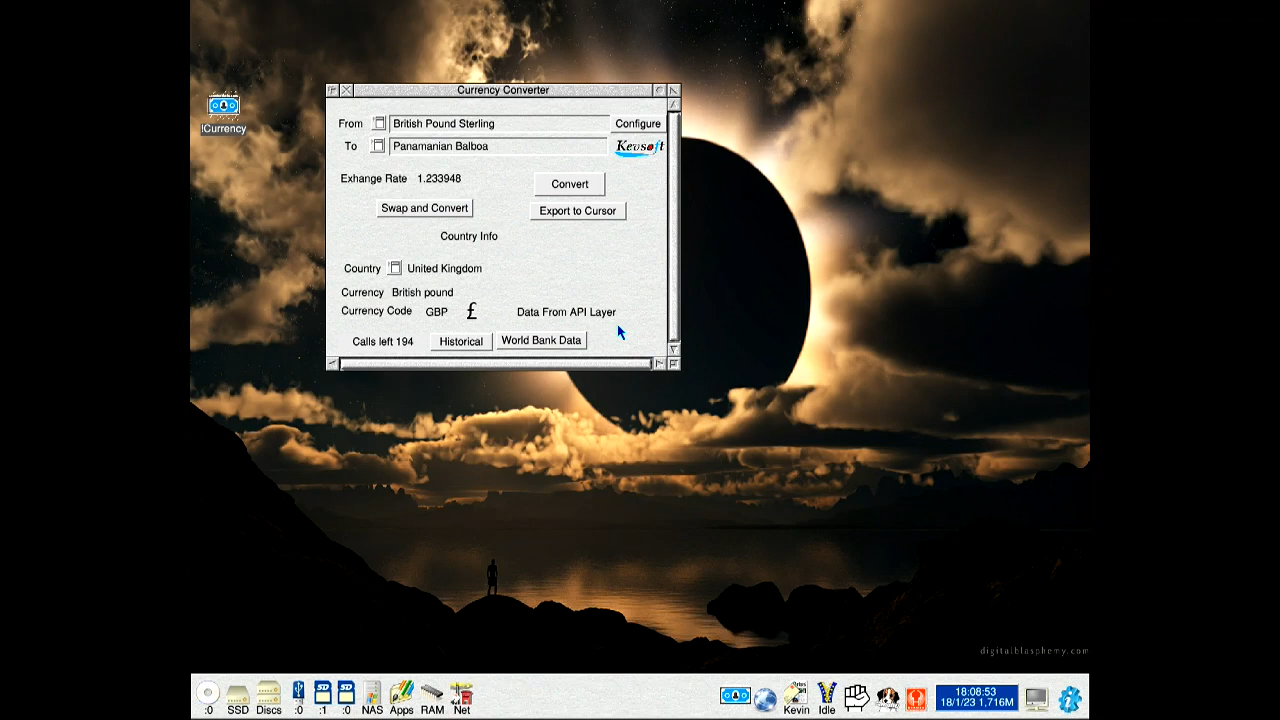 Currency Converter
From British Pound Sterling Configure
To Panamanian Balboa Kevsoft
Exhange Rate 1.233948
Convert
Swap and Convert
Export to Cursor
Country Info
Country United Kingdom
Currency British pound
Currency Code GBP £ Data From API Layer
Calls left 194 Historical World Bank Data
!Currency
digitalblasphemy.com
:0 SSD Discs :0 :1 :0 NAS Apps RAM Net Kevin Idle
18:08:53
18/1/23 1,716M